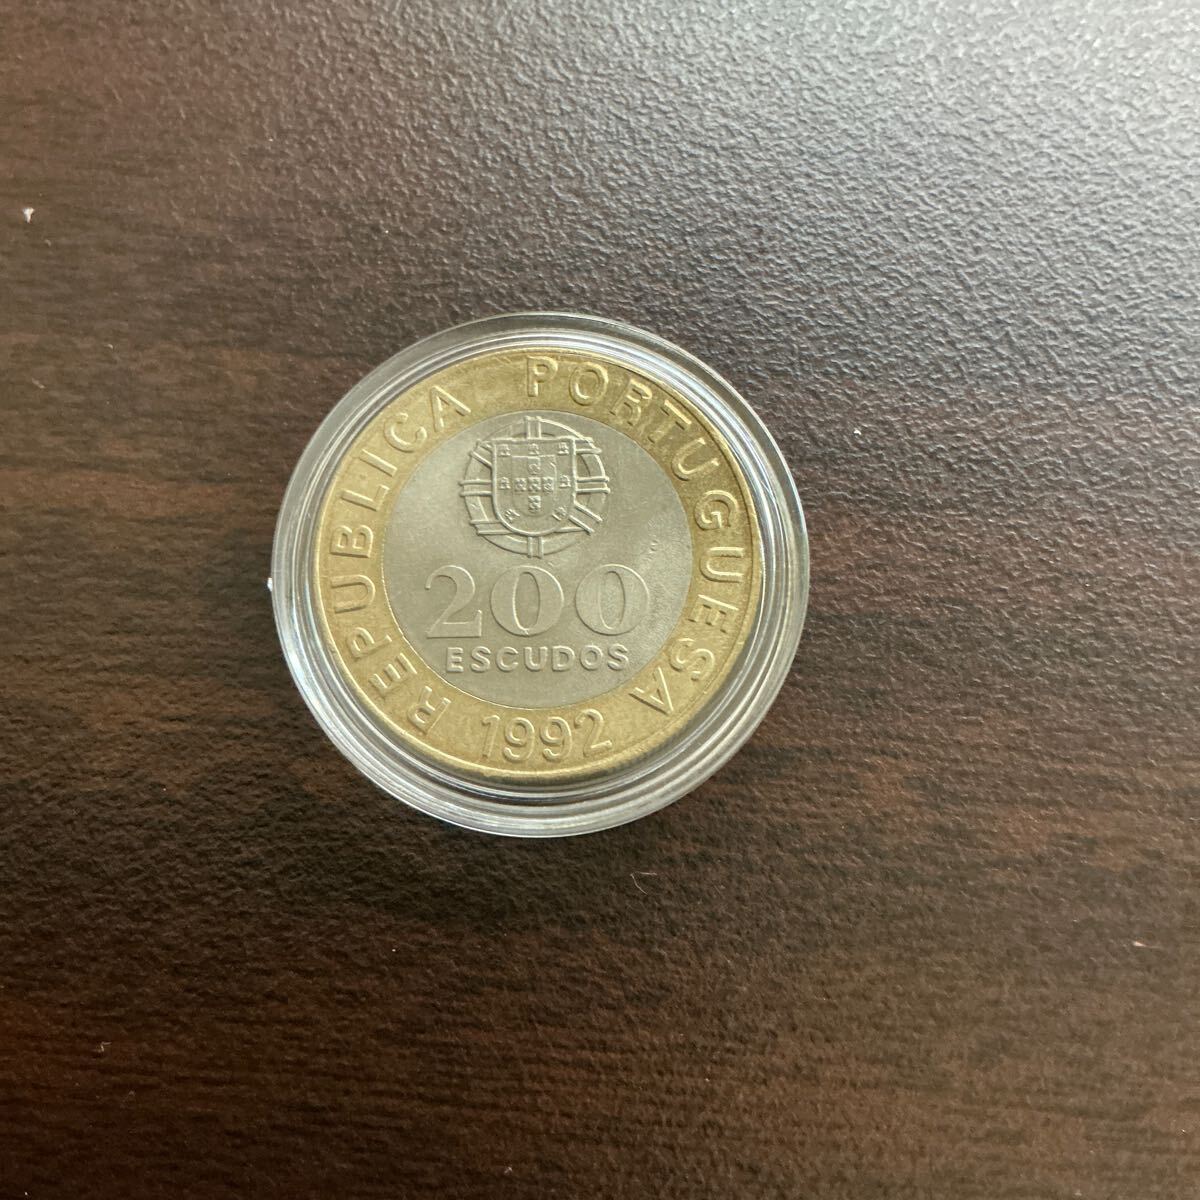 REPUBLICA PORTUGUESA
200
ESCUDOS
1992